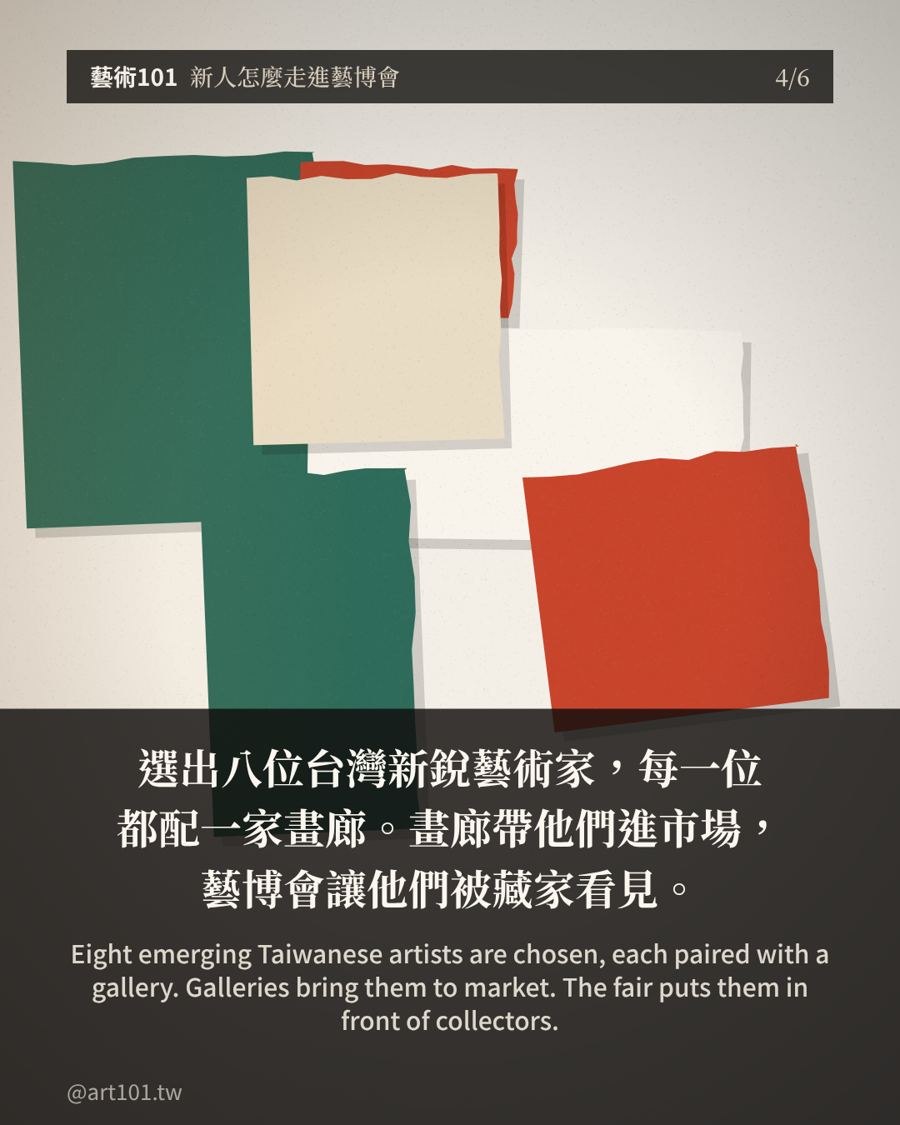 藝術101 新人怎麼走進藝博會 4/6
選出八位台灣新銳藝術家，每一位
都配一家畫廊。畫廊帶他們進市場，
藝博會讓他們被藏家看見。
Eight emerging Taiwanese artists are chosen, each paired with a
gallery. Galleries bring them to market. The fair puts them in
front of collectors.
@art101.tw